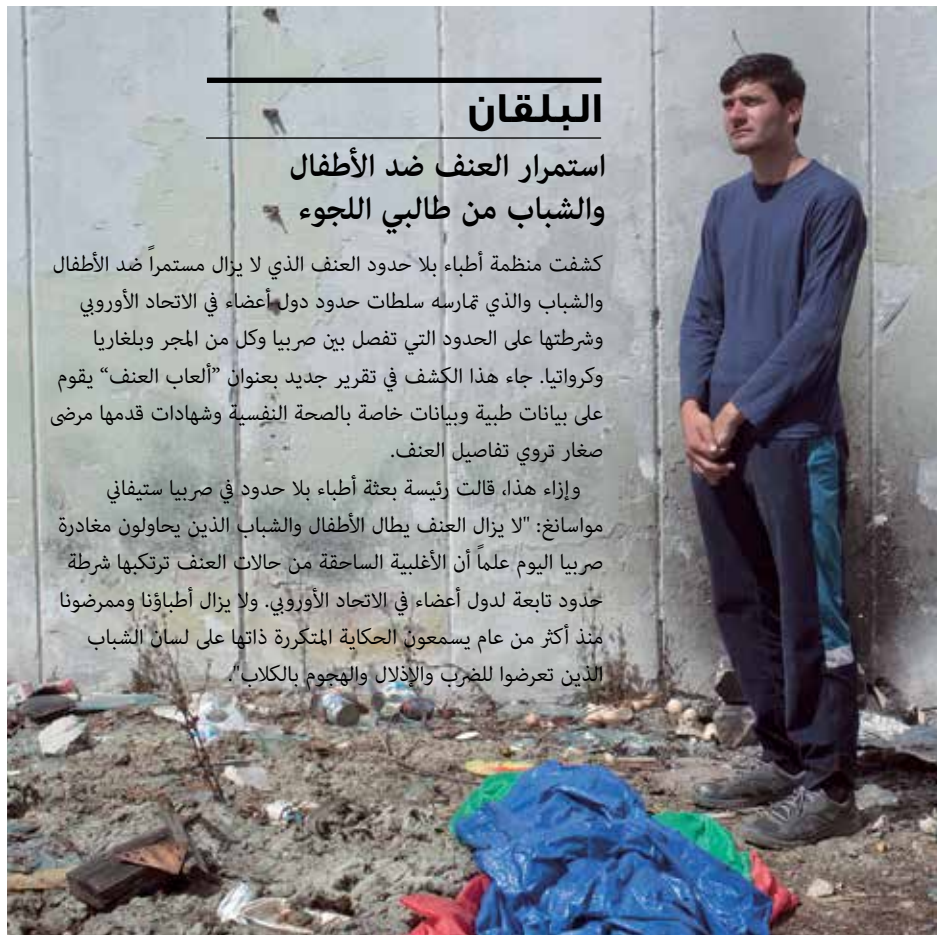 البلقان
استمرار العنف ضد الأطفال
والشباب من طالبي اللجوء
كشفت منظمة أطباء بلا حدود العنف الذي لا يزال مستمراً ضد الأطفال
والشباب والذي تمارسه سلطات حدود دول أعضاء في الاتحاد الأوروبي
وشرطتها على الحدود التي تفصل بين صربيا وكل من المجر وبلغاريا
وكرواتيا. جاء هذا الكشف في تقرير جديد بعنوان ”ألعاب العنف“ يقوم
على بيانات طبية وبيانات خاصة بالصحة النفسية وشهادات قدمها مرضى
صغار تروي تفاصيل العنف.
وإزاء هذا، قالت رئيسة بعثة أطباء بلا حدود في صربيا ستيفاني
مواسانغ: "لا يزال العنف يطال الأطفال والشباب الذين يحاولون مغادرة
صربيا اليوم علماً أن الأغلبية الساحقة من حالات العنف ترتكبها شرطة
حدود تابعة لدول أعضاء في الاتحاد الأوروبي. ولا يزال أطباؤنا وممرضونا
منذ أكثر من عام يسمعون الحكاية المتكررة ذاتها على لسان الشباب
الذين تعرضوا للضرب والإذلال والهجوم بالكلاب".